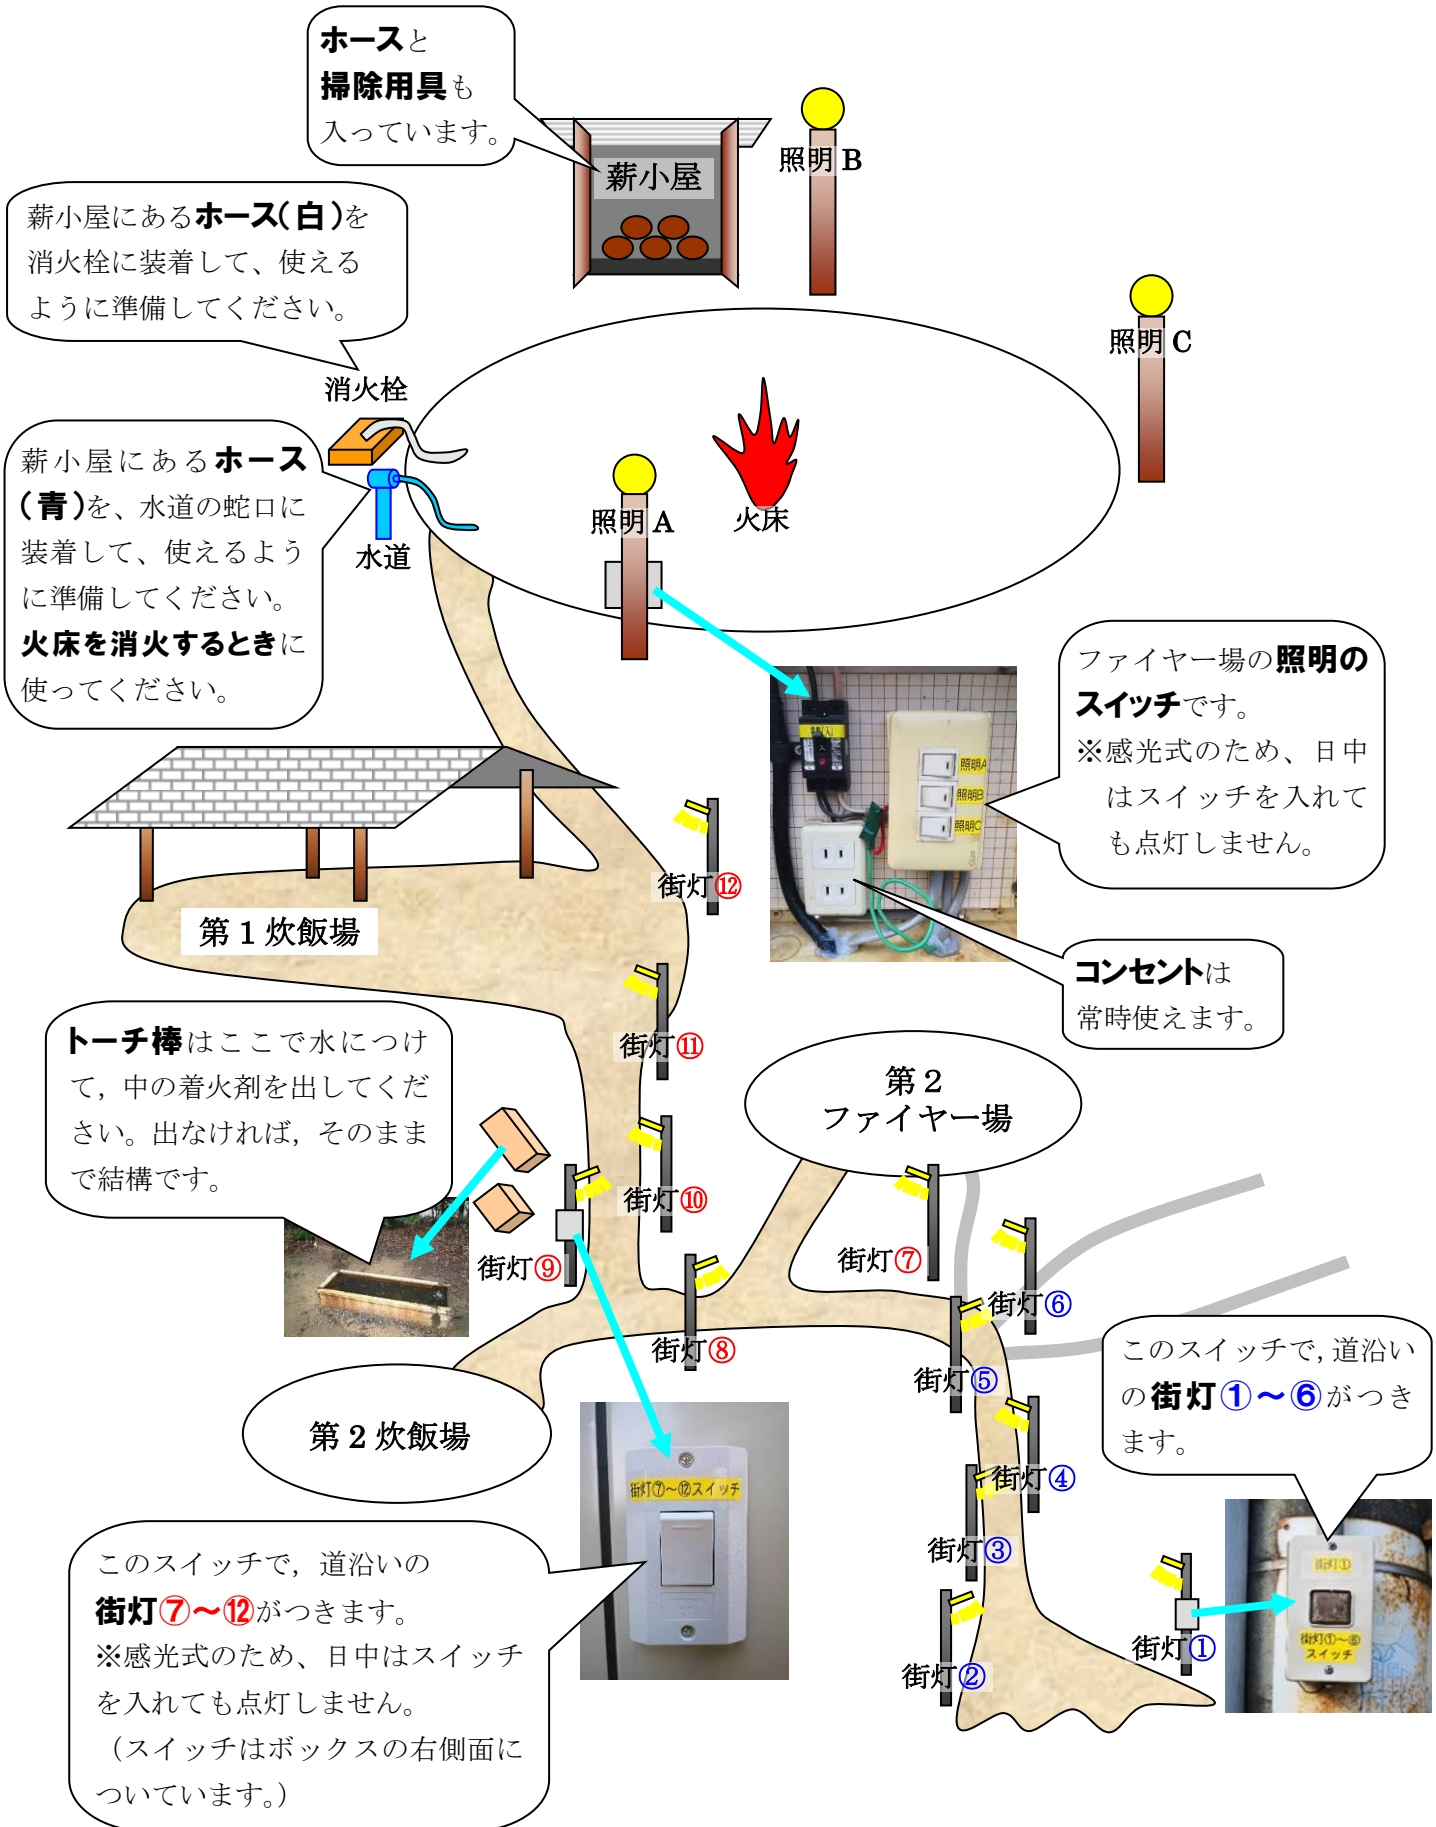 ホースと
掃除用具も
入っています。
薪小屋
照明B
薪小屋にあるホース(白)を
消火栓に装着して、使える
ように準備してください。
照明C
消火栓
薪小屋にあるホース
(青)を、水道の蛇口に
装着して、使えるよう
に準備してください。
火床を消火するときに
使ってください。
水道
照明A
火床
ファイヤー場の照明の
スイッチです。
※感光式のため、日中
はスイッチを入れて
も点灯しません。
照明A
照明B
照明C
入
街灯⑫
第1炊飯場
コンセントは
常時使えます。
街灯⑪
トーチ棒はここで水につけ
て，中の着火剤を出してくだ
さい。出なければ，そのまま
で結構です。
第2
ファイヤー場
街灯⑩
街灯⑨
街灯⑦
街灯⑥
街灯⑧
街灯⑤
このスイッチで,道沿い
の街灯①～⑥がつき
ます。
第2炊飯場
街灯⑦～⑫スイッチ
街灯④
街灯③
このスイッチで，道沿いの
街灯⑦～⑫がつきます。
※感光式のため、日中はスイッチ
を入れても点灯しません。
（スイッチはボックスの右側面に
ついています。）
街灯①
街灯①～⑥
スイッチ
街灯①
街灯②